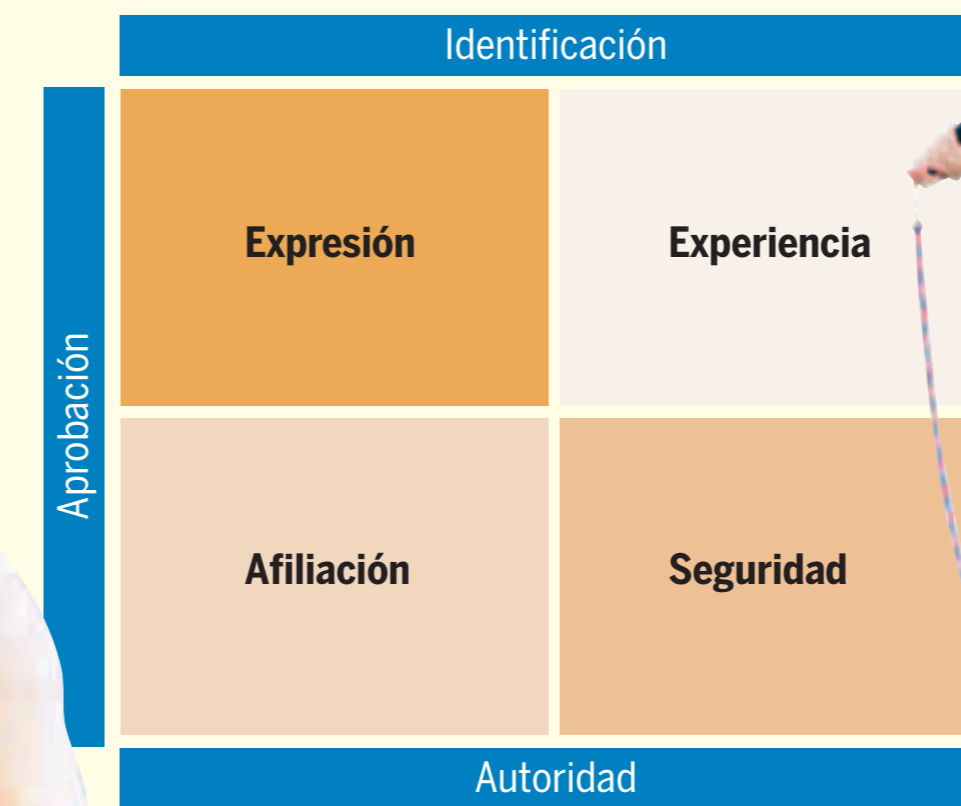 Identificación
Aprobación
Expresión
Experiencia
Afiliación
Seguridad
Autoridad